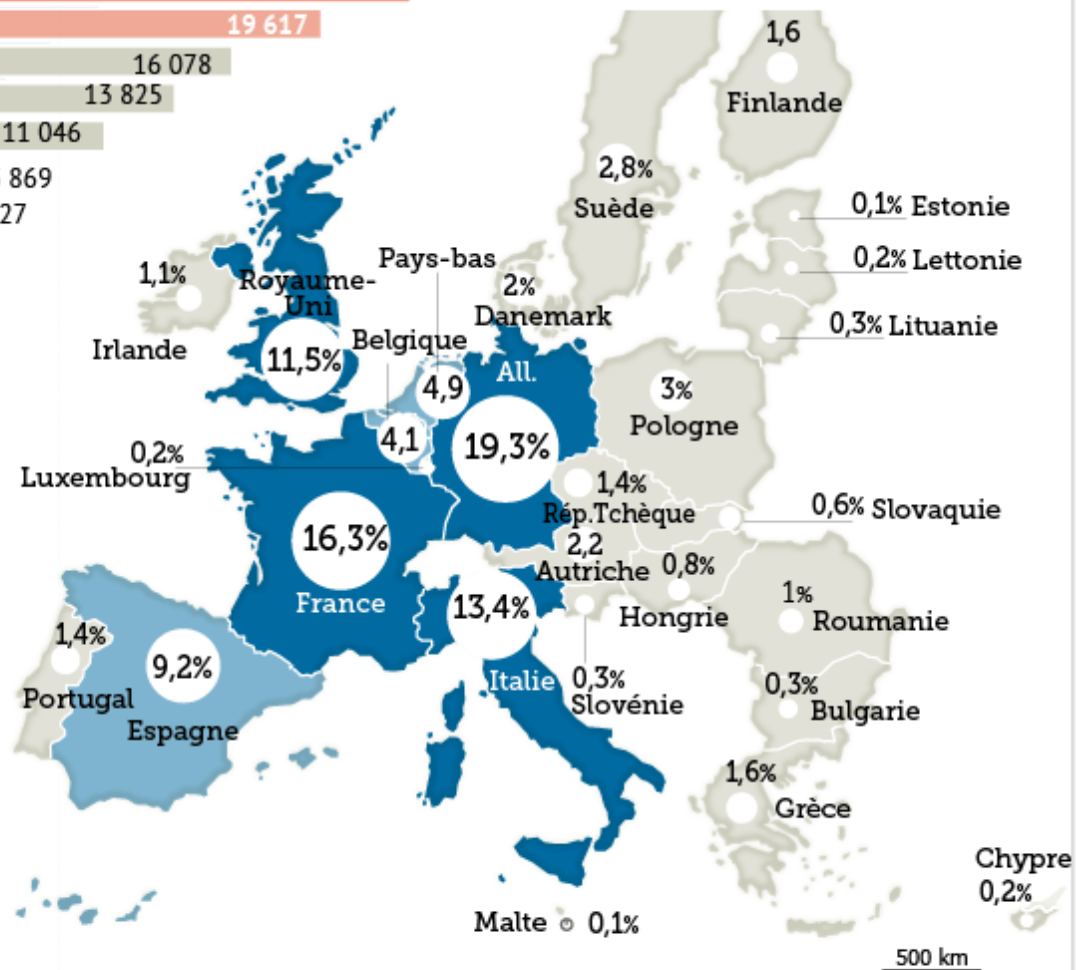 19 617
16 078
13 825
11 046
869
27
1,6
Finlande
2,8%
Suède
0,1% Estonie
0,2% Lettonie
0,3% Lituanie
1,1%
Irlande
Royaume-
Uni
11,5%
Pays-bas
4,9
Belgique
4,1
2%
Danemark
All.
19,3%
3%
Pologne
0,2%
Luxembourg
1,4%
Rép.Tchèque
0,6% Slovaquie
2,2
Autriche
0,8%
Hongrie
16,3%
France
13,4%
Italie
0,3%
Slovénie
1%
Roumanie
0,3%
Bulgarie
1,4%
Portugal
9,2%
Espagne
1,6%
Grèce
Chypre
0,2%
Malte
0,1%
500 km